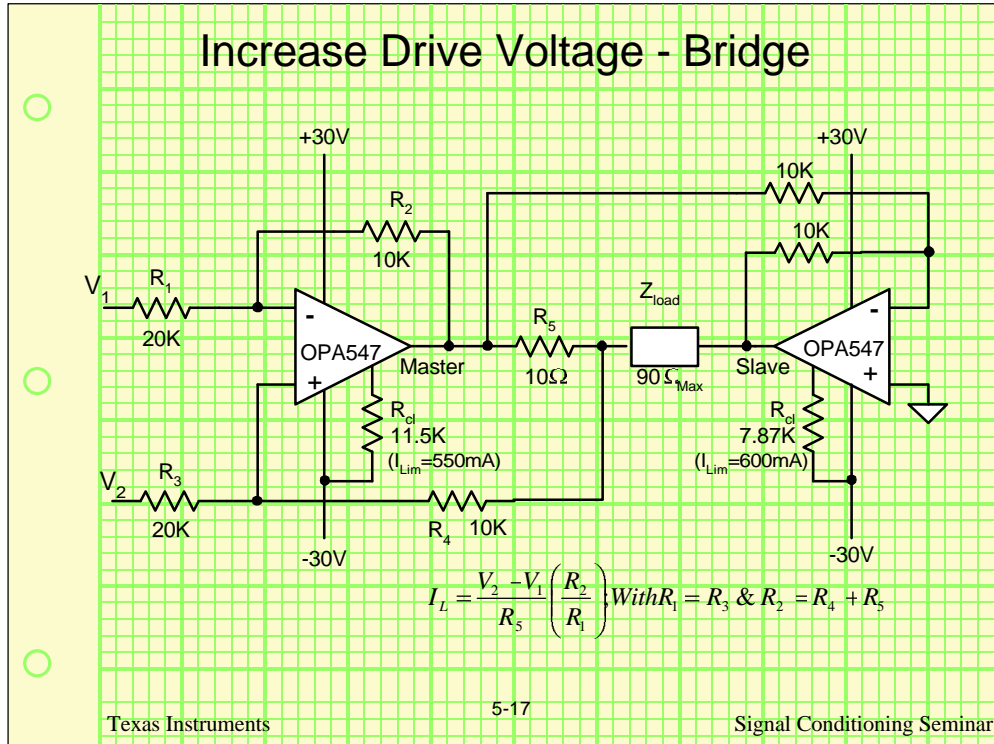 Increase Drive Voltage - Bridge
+30V
+30V
10K
R2
10K
10K
V1
R1
20K
-
OPA547
+
Master
R5
10Ω
Zload
90 ΩMax
Slave
-
OPA547
+
Rcl
11.5K
(ILim=550mA)
Rcl
7.87K
(ILim=600mA)
V2
R3
20K
R4
10K
-30V
-30V
IL = (V2 - V1)/R5 (R2/R1); With R1 = R3 & R2 = R4 + R5
5-17
Texas Instruments
Signal Conditioning Seminar